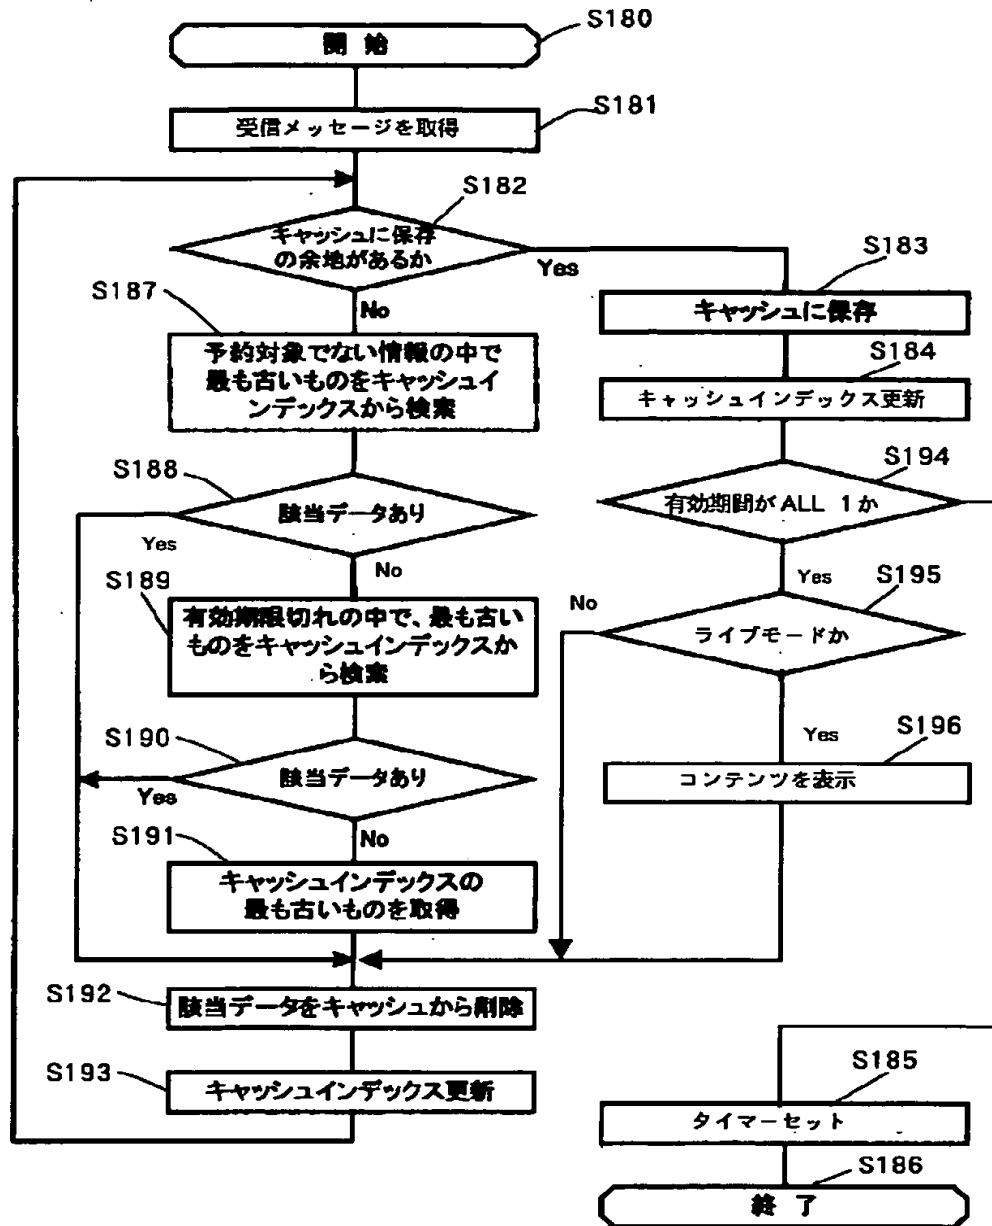 S180
開 始
S181
受信メッセージを取得
S182
キャッシュに保存
の余地があるか
Yes
No
S183
キャッシュに保存
S184
キャッシュインデックス更新
S187
予約対象でない情報の中で
最も古いものをキャッシュイ
ンデックスから検索
S188
該当データあり
Yes
No
S194
有効期間がALL 1か
Yes
S189
有効期限切れの中で、最も古い
ものをキャッシュインデックスか
ら検索
S195
ライブモードか
No
Yes
S190
該当データあり
Yes
No
S196
コンテンツを表示
S191
キャッシュインデックスの
最も古いものを取得
S192
該当データをキャッシュから削除
S193
キャッシュインデックス更新
S185
タイマーセット
S186
終 了